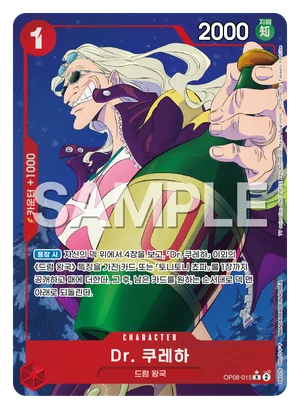 1
2000
지혜
知
카운터 +1000
SAMPLE
등장 시 자신의 덱 위에서 4장을 보고, 「Dr. 쿠레하」 이외의
《드럼 왕국》 특징을 가진 카드 또는 「토니토니 쵸파」를 1장까지
공개하고 패에 더한다. 그 후, 남은 카드를 원하는 순서대로 덱 맨
아래로 되돌린다.
CHARACTER
Dr. 쿠레하
드럼 왕국
OP08-015 R 2